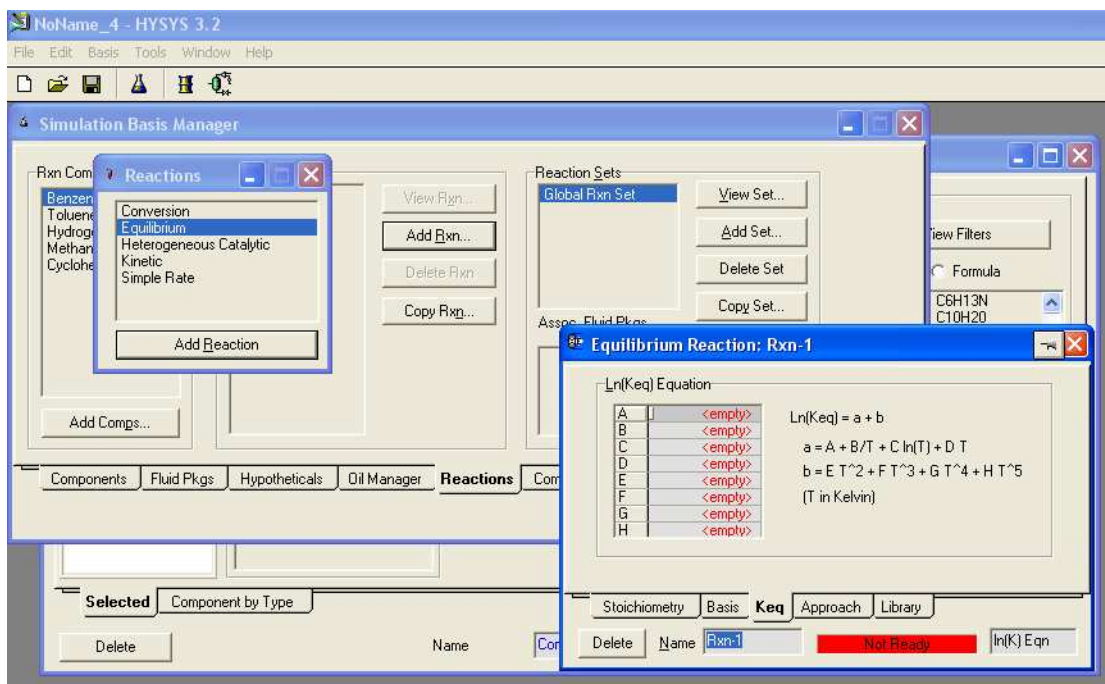 NoName_4 - HYSYS 3.2
File Edit Basis Tools Window Help
Simulation Basis Manager
Rxn Com
Benzen
Toluene
Hydrog
Methan
Cyclohe
Add Comps...
Reactions
Conversion
Equilibrium
Heterogeneous Catalytic
Kinetic
Simple Rate
Add Reaction
View Rxn...
Add Rxn...
Delete Rxn
Copy Rxn...
Reaction Sets
Global Rxn Set
View Set...
Add Set...
Delete Set
Copy Set...
Assoc. Fluid Pkgs
Components Fluid Pkgs Hypotheticals Oil Manager Reactions Com
iew Filters
Formula
C6H13N
C10H20
Equilibrium Reaction: Rxn-1
Ln(Keq) Equation
A <empty>
B <empty>
C <empty>
D <empty>
E <empty>
F <empty>
G <empty>
H <empty>
Ln(Keq) = a + b
a = A + B/T + C ln(T) + D T
b = E T^2 + F T^3 + G T^4 + H T^5
(T in Kelvin)
Stoichiometry Basis Keq Approach Library
Delete Name Rxn-1 Not Ready ln(K) Eqn
Selected Component by Type
Delete Name Con